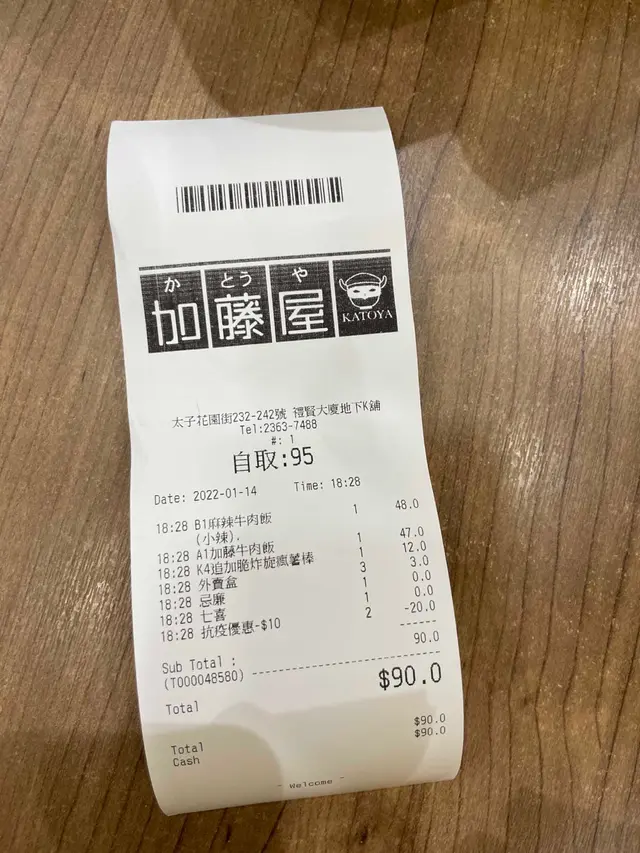 か とう や
加藤屋
KATOYA
太子花園街232-242號 禮賢大廈地下K舖
Tel:2363-7488
#: 1
自取:95
Date: 2022-01-14 Time: 18:28
18:28 B1麻辣牛肉飯 1 48.0
(小辣),
18:28 A1加藤牛肉飯 1 47.0
18:28 K4追加脆炸旋風薯棒 1 12.0
18:28 外賣盒 3 3.0
18:28 忌廉 1 0.0
18:28 七喜 1 0.0
18:28 抗疫優惠-$10 2 -20.0
Sub Total : 90.0
(T000048580)
Total $90.0
Total $90.0
Cash $90.0
- Welcome -